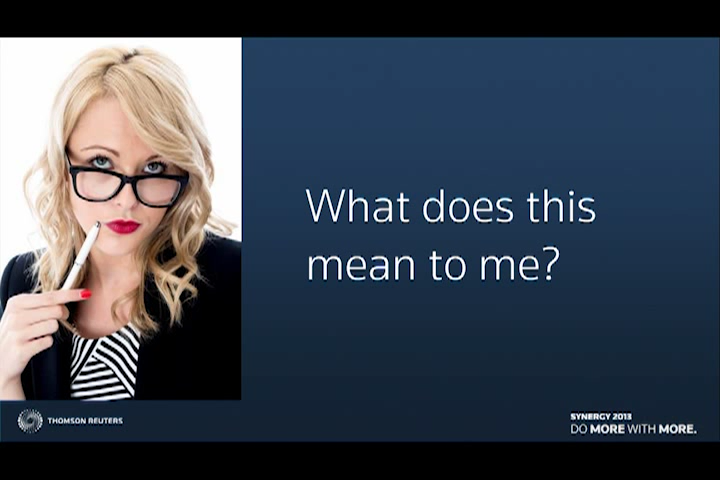 What does this
mean to me?
THOMSON REUTERS
SYNERGY 2013
DO MORE WITH MORE.